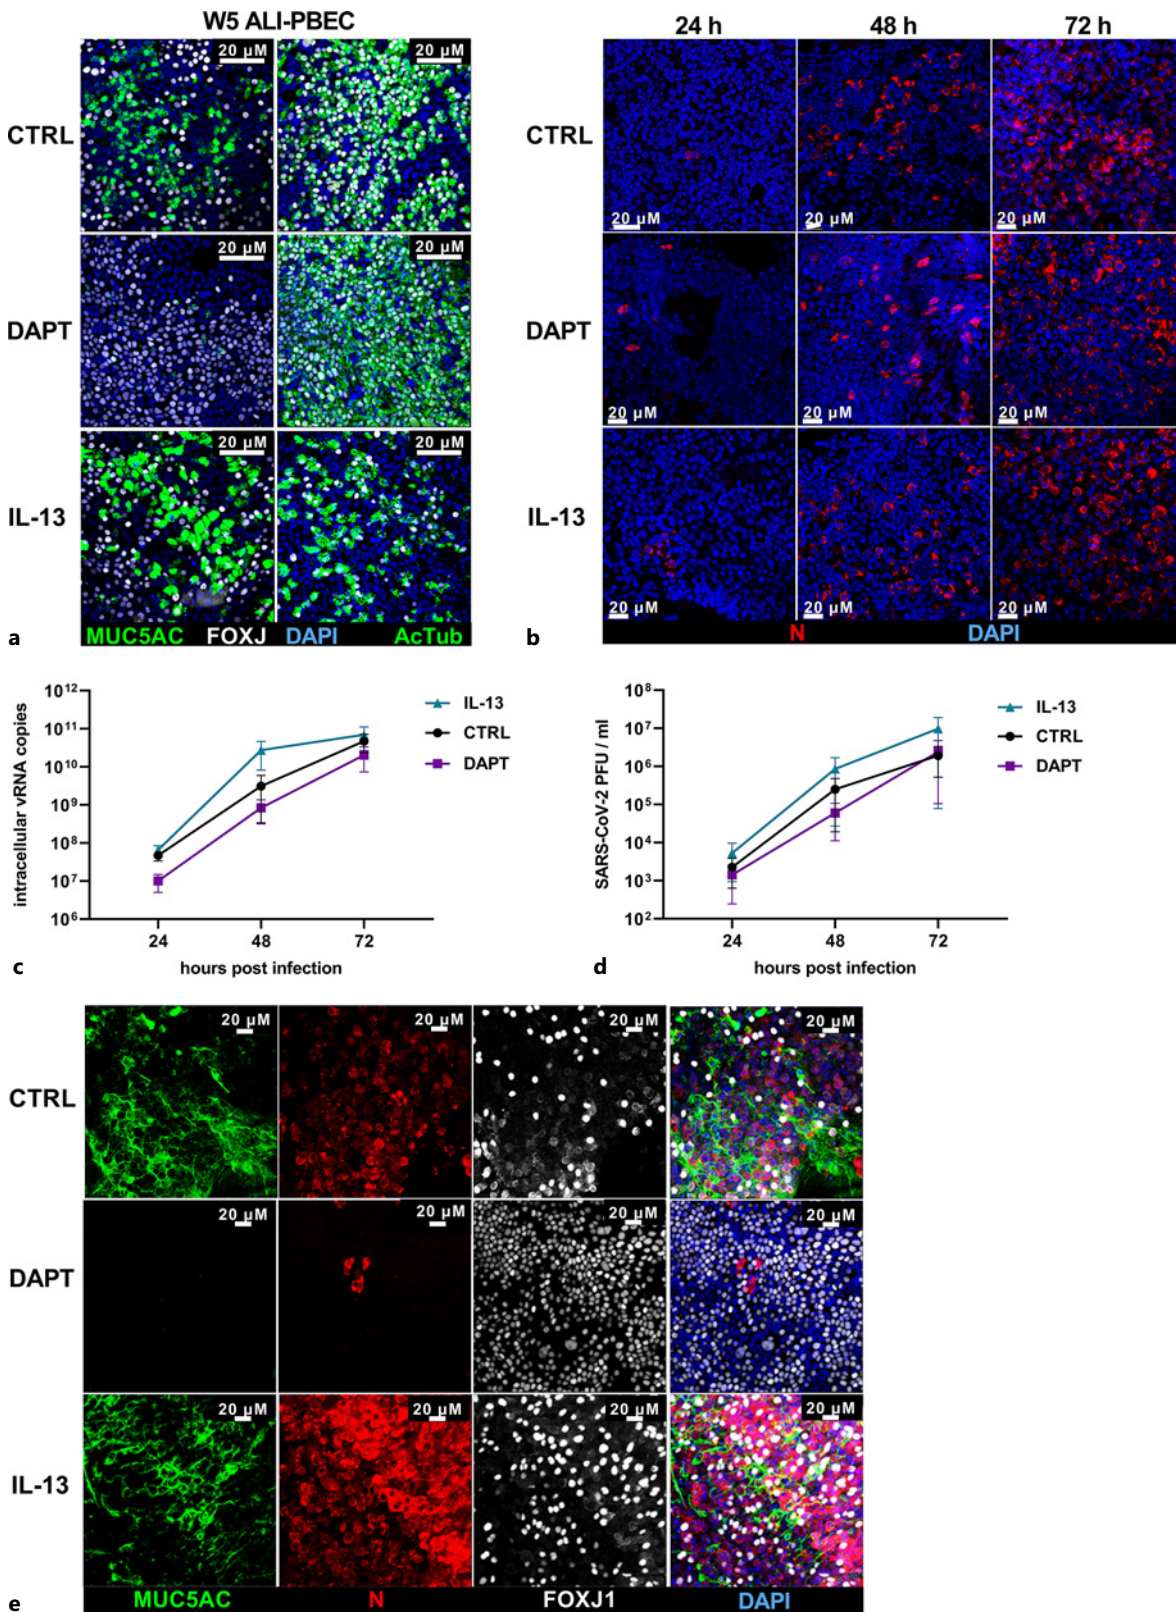 W5 ALI-PBEC
20 µM 20 µM
CTRL
20 µM 20 µM
DAPT
20 µM 20 µM
IL-13
MUC5AC FOXJ DAPI AcTub
a
24 h 48 h 72 h
CTRL
20 µM 20 µM 20 µM
DAPT
20 µM 20 µM 20 µM
IL-13
20 µM 20 µM 20 µM
N DAPI
b
intracellular vRNA copies
10¹²
10¹¹
10¹⁰
10⁹
10⁸
10⁷
10⁶
24 48 72
hours post infection
IL-13
CTRL
DAPT
c
SARS-CoV-2 PFU / ml
10⁸
10⁷
10⁶
10⁵
10⁴
10³
10²
24 48 72
hours post infection
IL-13
CTRL
DAPT
d
20 µM 20 µM 20 µM 20 µM
CTRL
20 µM 20 µM 20 µM 20 µM
DAPT
20 µM 20 µM 20 µM 20 µM
IL-13
MUC5AC N FOXJ1 DAPI
e